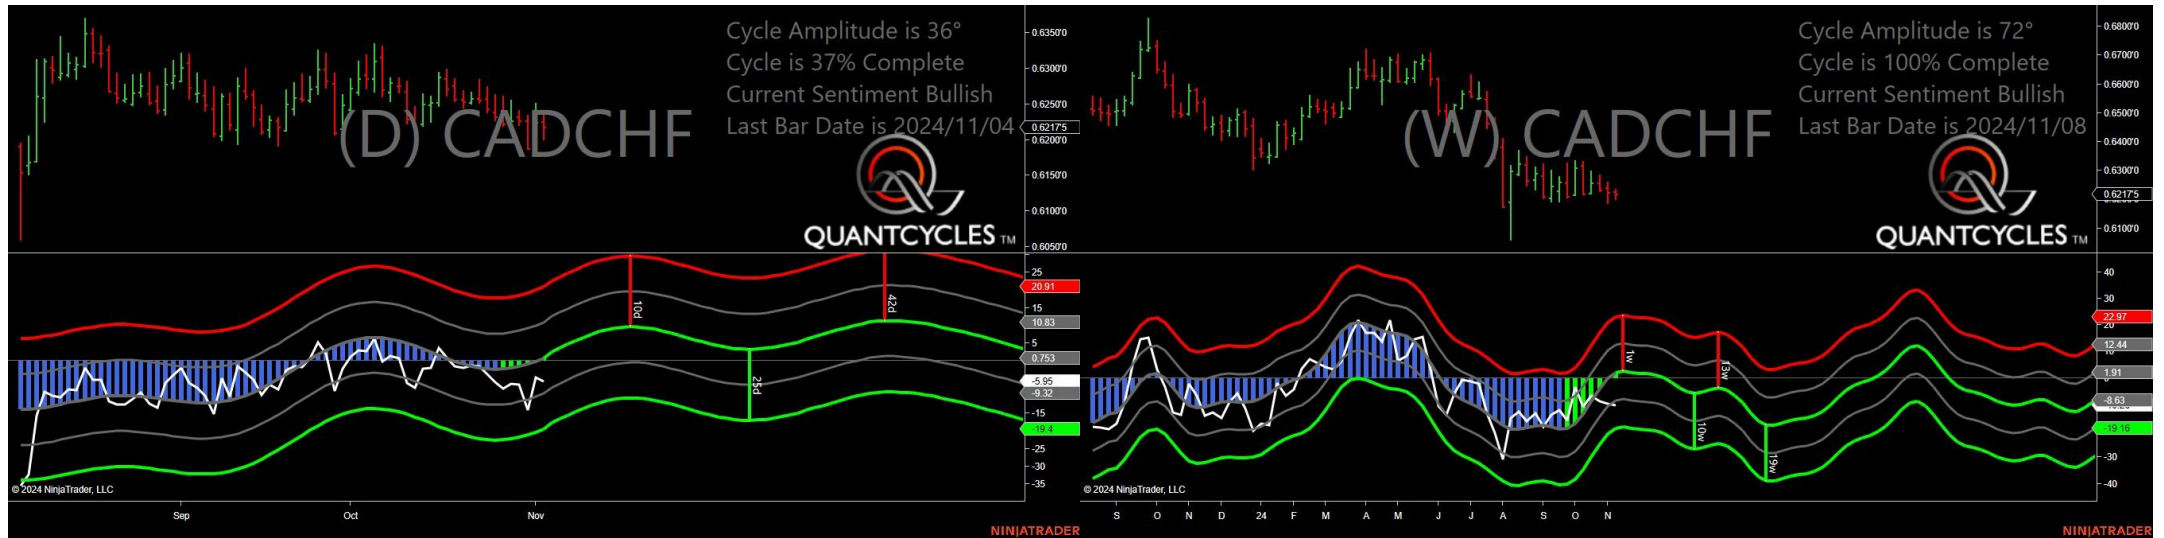 Cycle Amplitude is 36°
Cycle is 37% Complete
Current Sentiment Bullish
Last Bar Date is 2024/11/04
(D) CADCHF
QUANTCYCLES TM
0.6350'0
0.6300'0
0.6250'0
0.6217'5
0.6200'0
0.6150'0
0.6100'0
0.6050'0
10d
42d
25d
25
20.91
15
10.83
5
0.753
-5.95
-9.32
-15
-19.4
-25
-30
-35
© 2024 NinjaTrader, LLC
Sep
Oct
Nov
NINJATRADER
Cycle Amplitude is 72°
Cycle is 100% Complete
Current Sentiment Bullish
Last Bar Date is 2024/11/08
(W) CADCHF
QUANTCYCLES TM
0.6800'0
0.6700'0
0.6600'0
0.6500'0
0.6400'0
0.6300'0
0.6217'5
0.6100'0
1w
13w
10w
19w
40
30
22.97
20
12.44
1.91
-8.63
-19.16
-30
-40
© 2024 NinjaTrader, LLC
S
O
N
D
24
F
M
A
M
J
J
A
S
O
N
NINJATRADER